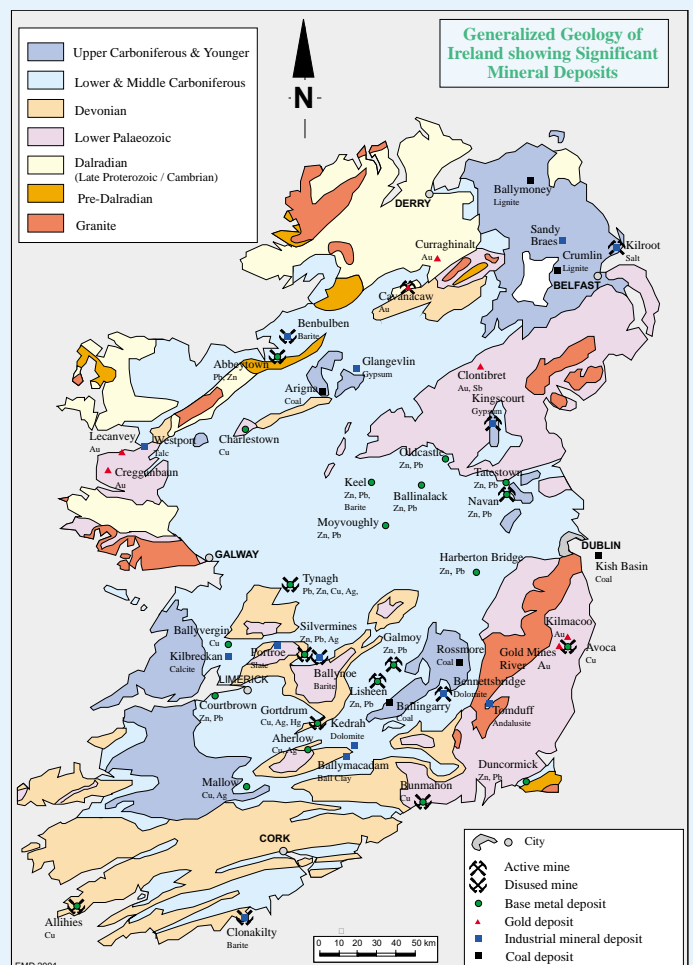 Generalized Geology of
Ireland showing Significant
Mineral Deposits
Upper Carboniferous & Younger
Lower & Middle Carboniferous
Devonian
Lower Palaeozoic
Dalradian
(Late Proterozoic / Cambrian)
Pre-Dalradian
Granite
N
Ballymoney
Lignite
DERRY
Sandy
Braes
Kilroot
Salt
Curraghinalt
Au
Crumlin
Lignite
BELFAST
Cavanacaw
Au
Benbulben
Barite
Abbeytown
Pb, Zn
Glangevlin
Gypsum
Arigna
Coal
Clontibret
Au, Sb
Kingscourt
Gypsum
Charlestown
Cu
Lecanvey
Au
Westport
Talc
Cregganbaun
Au
Oldcastle
Zn, Pb
Tatestown
Zn, Pb
Keel
Zn, Pb,
Barite
Ballinalack
Zn, Pb
Navan
Zn, Pb
Moyvoughly
Zn, Pb
DUBLIN
GALWAY
Harberton Bridge
Zn, Pb
Kish Basin
Coal
Tynagh
Pb, Zn, Cu, Ag,
Kilmacoo
Au
Ballyvergin
Cu
Silvermines
Zn, Pb, Ag
Galmoy
Zn, Pb
Rossmore
Coal
Gold Mines
River
Au
Avoca
Cu
Kilbreckan
Calcite
Portroe
Slate
Ballynoe
Barite
Bennettsbridge
Dolomite
LIMERICK
Lisheen
Zn, Pb
Courtbrown
Zn, Pb
Gortdrum
Cu, Ag, Hg
Ballingarry
Coal
Tomduff
Andalusite
Kedrah
Dolomite
Aherlow
Cu, Ag
Ballymacadam
Ball Clay
Mallow
Cu, Ag
Bunmahon
Cu
Duncormick
Zn, Pb
CORK
Allihies
Cu
Clonakilty
Barite
City
Active mine
Disused mine
Base metal deposit
Gold deposit
Industrial mineral deposit
Coal deposit
0 10 20 30 40 50 km